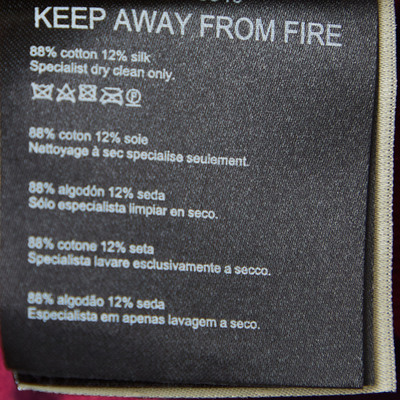 KEEP AWAY FROM FIRE
88% cotton 12% silk
Specialist dry clean only.
88% coton 12% soie
Nettoyage à sec specialise seulement.
88% algodón 12% seda
Sólo especialista limpiar en seco.
88% cotone 12% seta
Specialista lavare esclusivamente a secco.
88% algodão 12% seda
Especialista em apenas lavagem a seco.